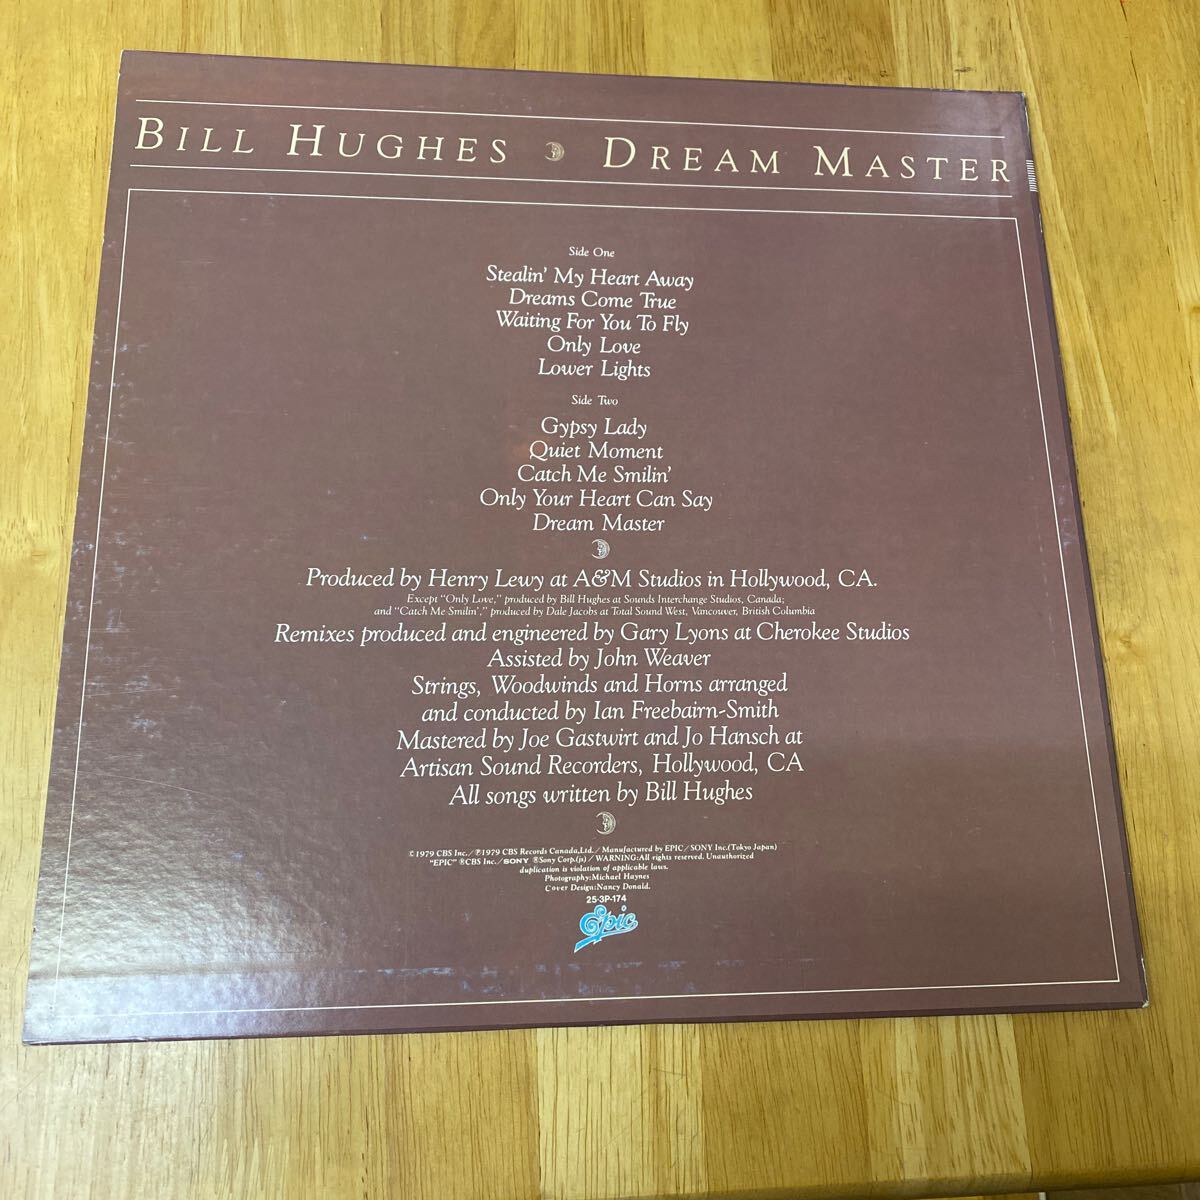 BILL HUGHES DREAM MASTER
Side One
Stealin' My Heart Away
Dreams Come True
Waiting For You To Fly
Only Love
Lower Lights
Side Two
Gypsy Lady
Quiet Moment
Catch Me Smilin'
Only Your Heart Can Say
Dream Master
Produced by Henry Lewy at A&M Studios in Hollywood, CA.
Except "Only Love," produced by Bill Hughes at Sounds Interchange Studios, Canada;
and "Catch Me Smilin'," produced by Dale Jacobs at Total Sound West, Vancouver, British Columbia
Remixes produced and engineered by Gary Lyons at Cherokee Studios
Assisted by John Weaver
Strings, Woodwinds and Horns arranged
and conducted by Ian Freebairn-Smith
Mastered by Joe Gastwirt and Jo Hansch at
Artisan Sound Recorders, Hollywood, CA
All songs written by Bill Hughes
©1979 CBS Inc./℗1979 CBS Records Canada,Ltd./Manufactured by EPIC/SONY Inc.(Tokyo Japan)
"EPIC" ®CBS Inc./SONY ®Sony Corp.(js)/WARNING:All rights reserved. Unauthorized
duplication is violation of applicable laws.
Photography:Michael Haynes
Cover Design:Nancy Donald.
25·3P-174
Epic